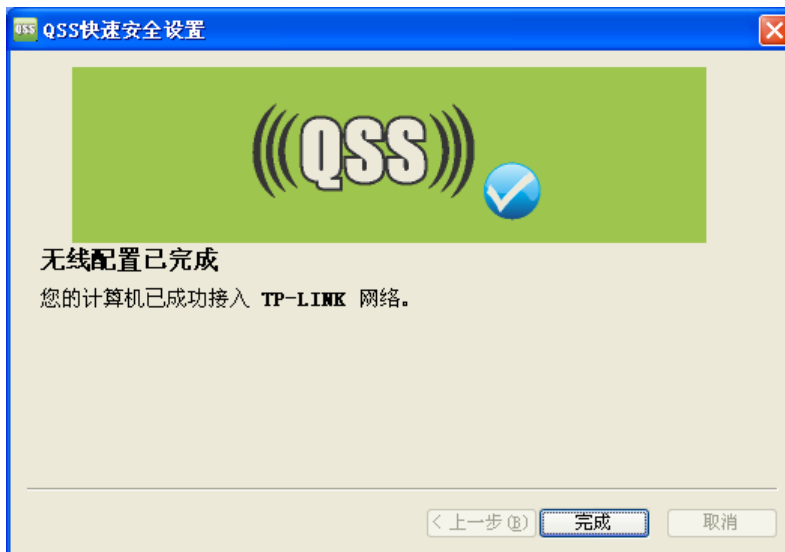 QSS QSS快速安全设置
(((QSS)))
无线配置已完成
您的计算机已成功接入 TP-LINK 网络。
< 上一步(B) 完成 取消